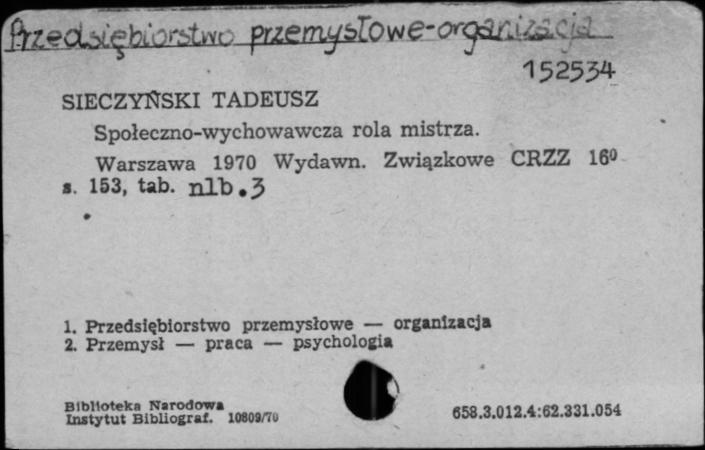 Przedsiębiorstwo przemysłowe-organizacja
152534
SIECZYŃSKI TADEUSZ
Społeczno-wychowawcza rola mistrza.
Warszawa 1970 Wydawn. Związkowe CRZZ 16⁰
s. 153, tab. nlb. 3
1. Przedsiębiorstwo przemysłowe — organizacja
2. Przemysł — praca — psychologia
Biblioteka Narodowa
Instytut Bibliograf. 10809/70
658.3.012.4:62.331.054